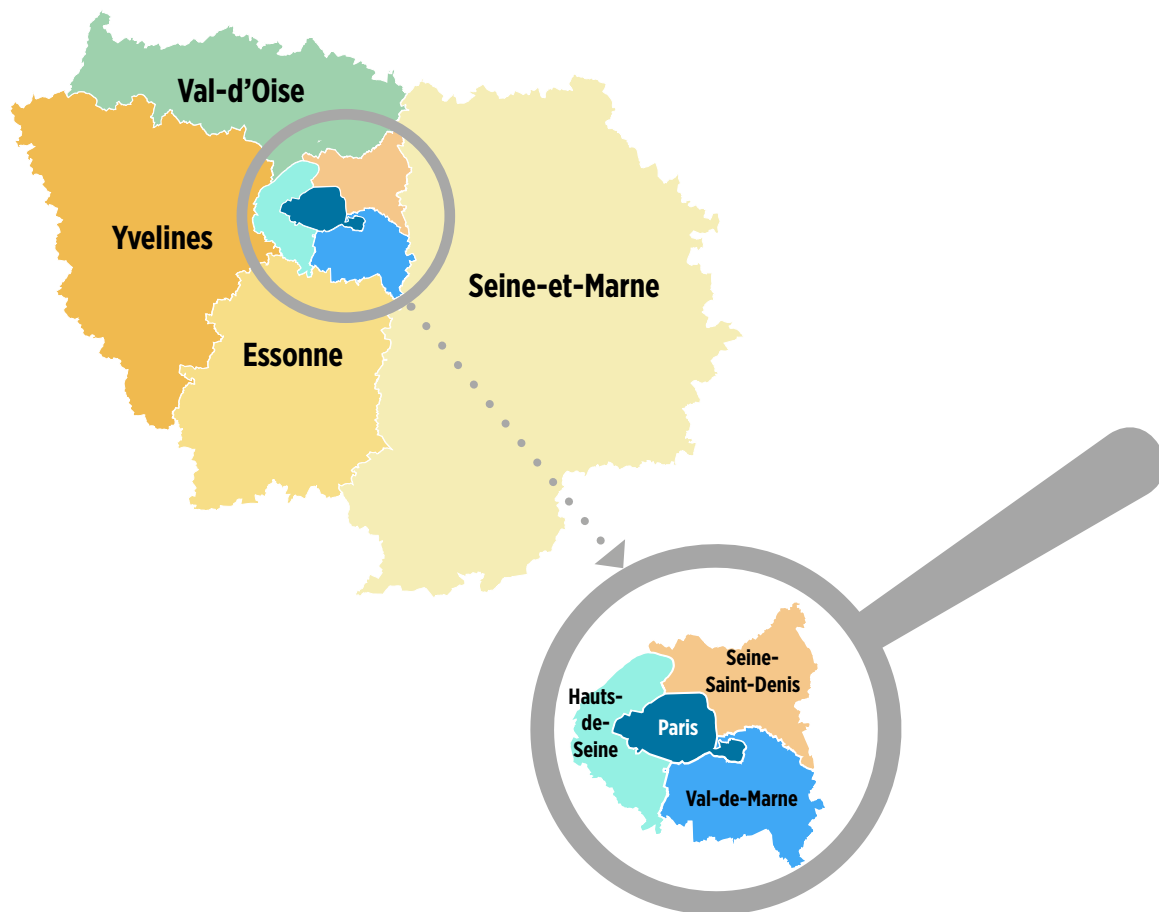 Val-d’Oise
Yvelines
Seine-et-Marne
Essonne
Seine-
Saint-Denis
Hauts-
de-
Seine
Paris
Val-de-Marne